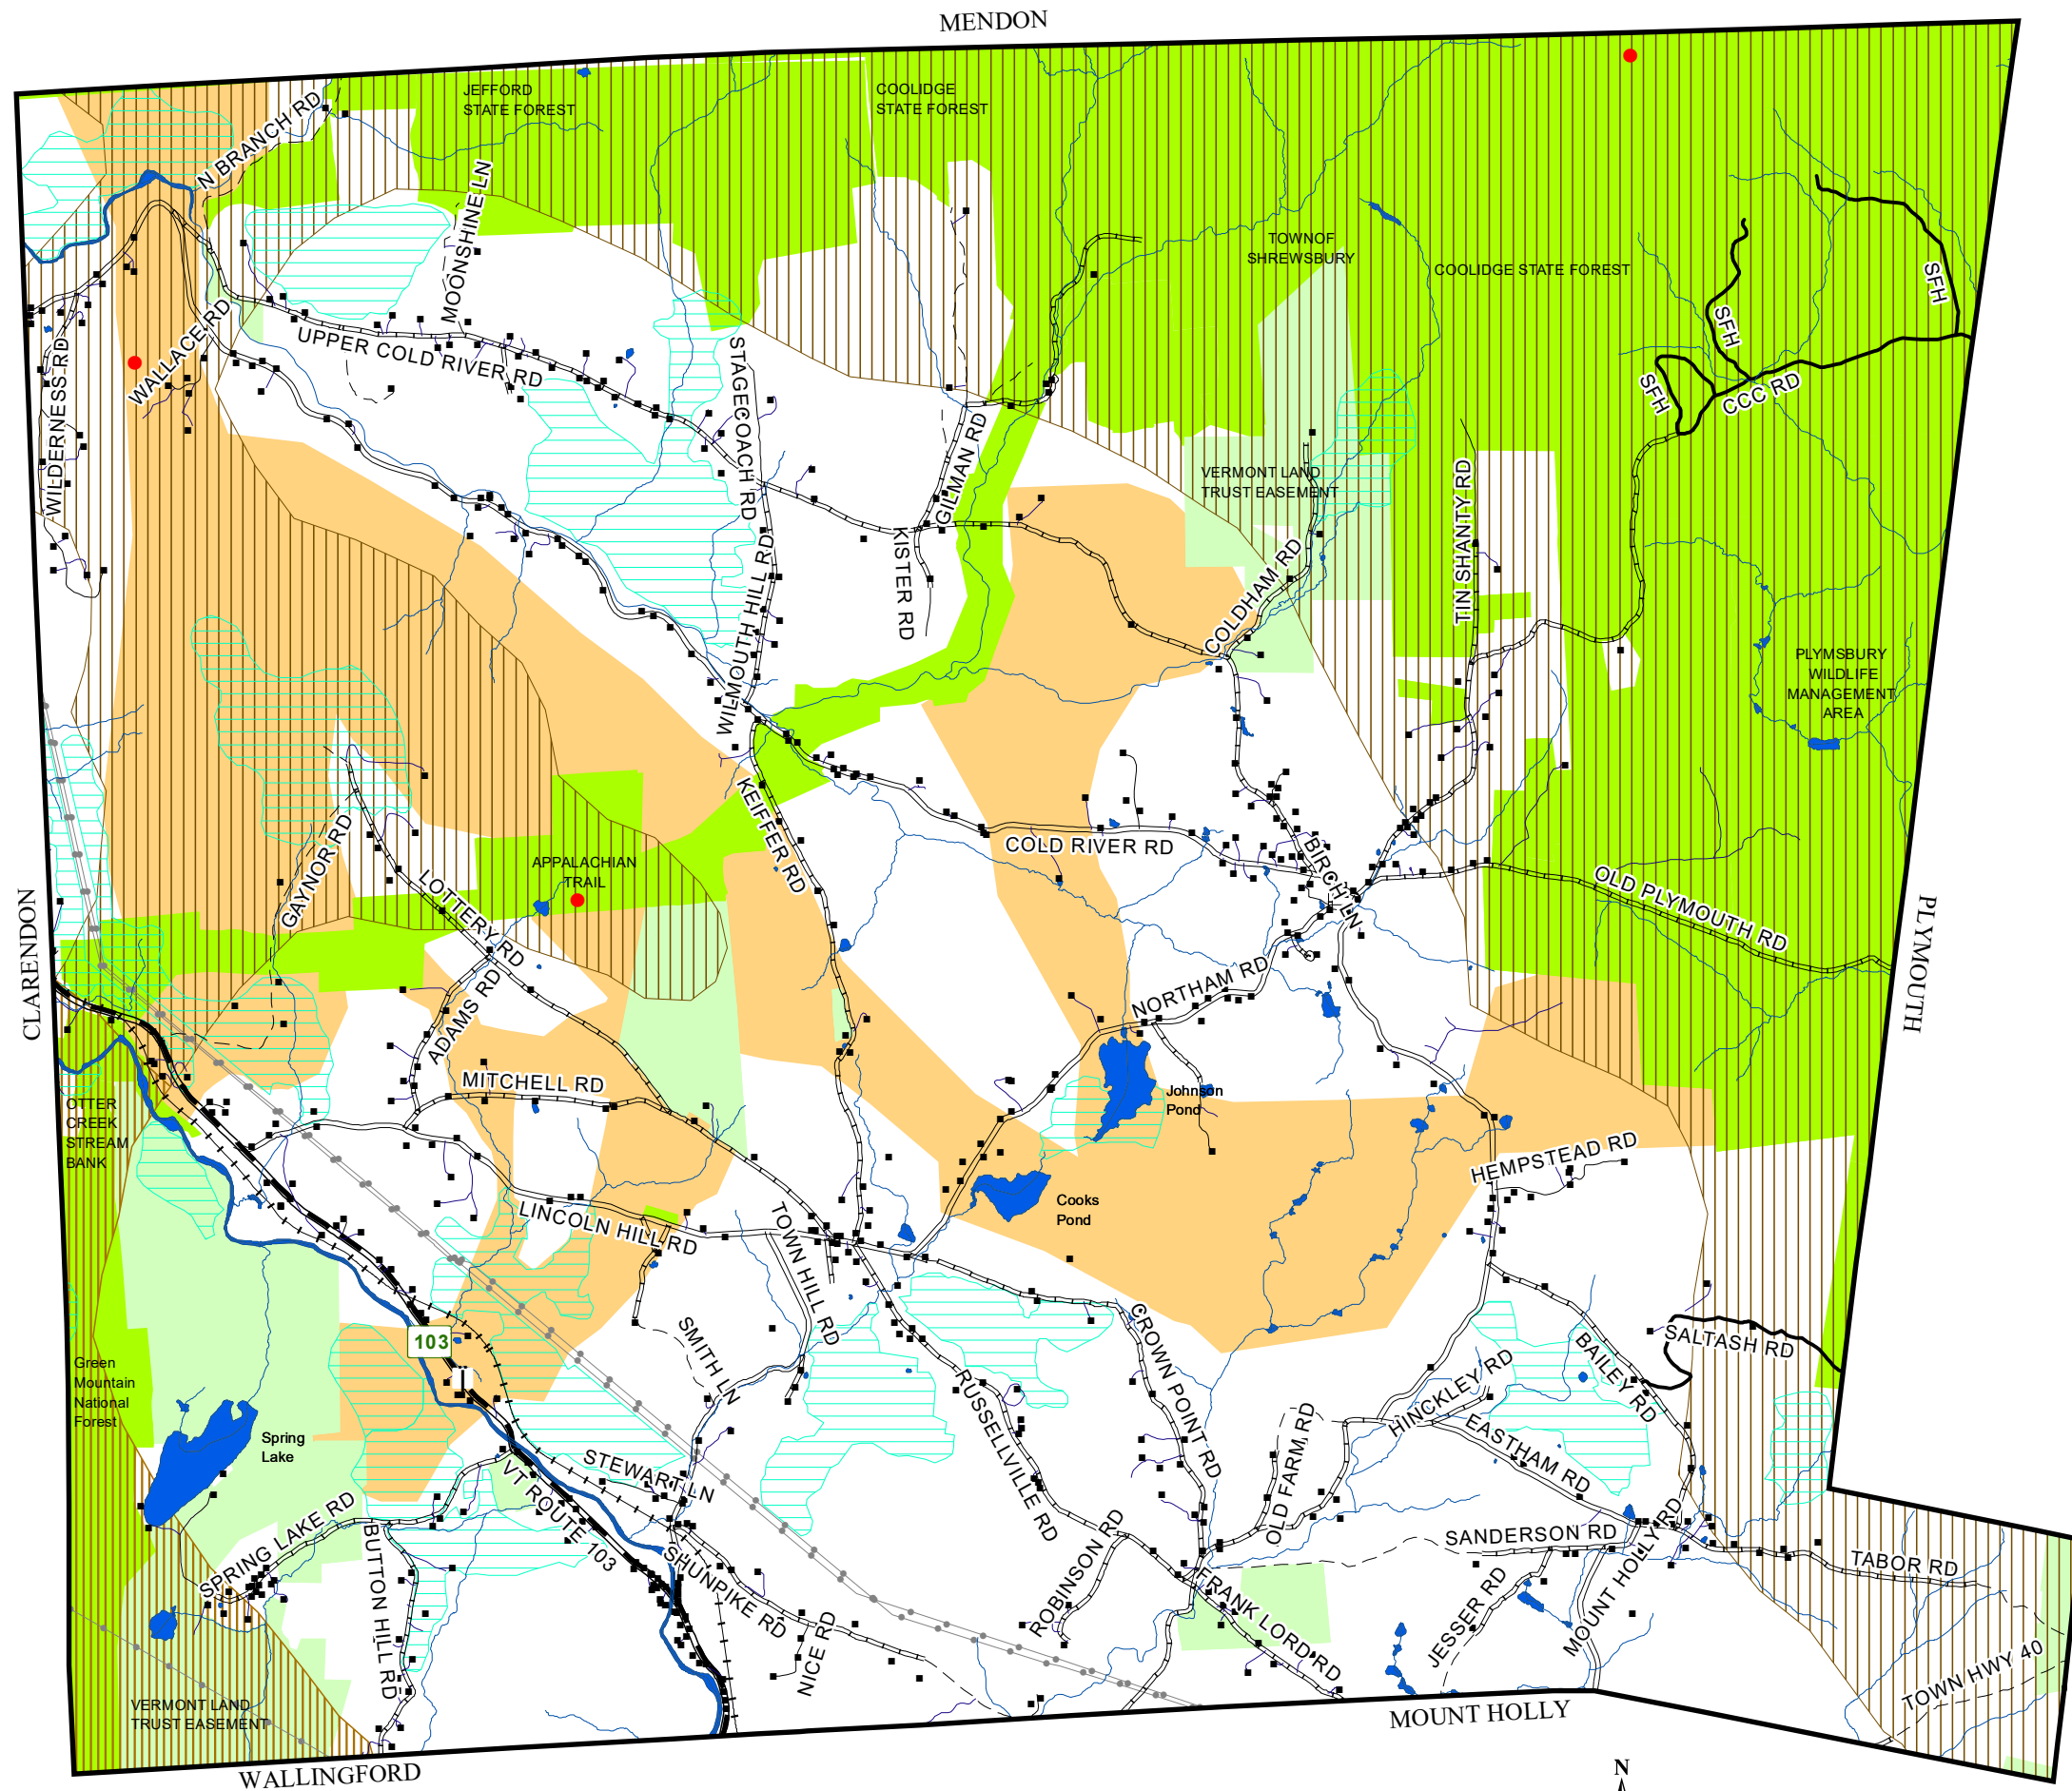 MENDON
JEFFORD
STATE FOREST
COOLIDGE
STATE FOREST
N BRANCH RD
MOONSHINE LN
TOWNOF
SHREWSBURY
COOLIDGE STATE FOREST
SFH
SFH
SFH
CCC RD
WALLACE RD
WILDERNESS RD
UPPER COLD RIVER RD
STAGECOACH RD
GILMAN RD
KISTER RD
VERMONT LAND
TRUST EASEMENT
TIN SHANTY RD
COLDHAM RD
WILMOUTH HILL RD
PLYMSBURY
WILDLIFE
MANAGEMENT
AREA
KEIFFER RD
COLD RIVER RD
BIRCH LN
OLD PLYMOUTH RD
GAYNOR RD
LOTTERY RD
APPALACHIAN
TRAIL
CLARENDON
PLYMOUTH
ADAMS RD
NORTHAM RD
MITCHELL RD
Johnson
Pond
OTTER
CREEK
STREAM
BANK
HEMPSTEAD RD
Cooks
Pond
LINCOLN HILL RD
TOWN HILL RD
103
SMITH LN
CROWN POINT RD
SALTASH RD
BAILEY RD
HINCKLEY RD
EASTHAM RD
Green
Mountain
National
Forest
Spring
Lake
RUSSELLVILLE RD
OLD FARM RD
STEWART LN
VT ROUTE 103
SPRING LAKE RD
BUTTON HILL RD
SHUNPIKE RD
NICE RD
ROBINSON RD
FRANK LORD RD
SANDERSON RD
JESSER RD
MOUNT HOLLY RD
TABOR RD
TOWN HWY 40
VERMONT LAND
TRUST EASEMENT
MOUNT HOLLY
WALLINGFORD
N